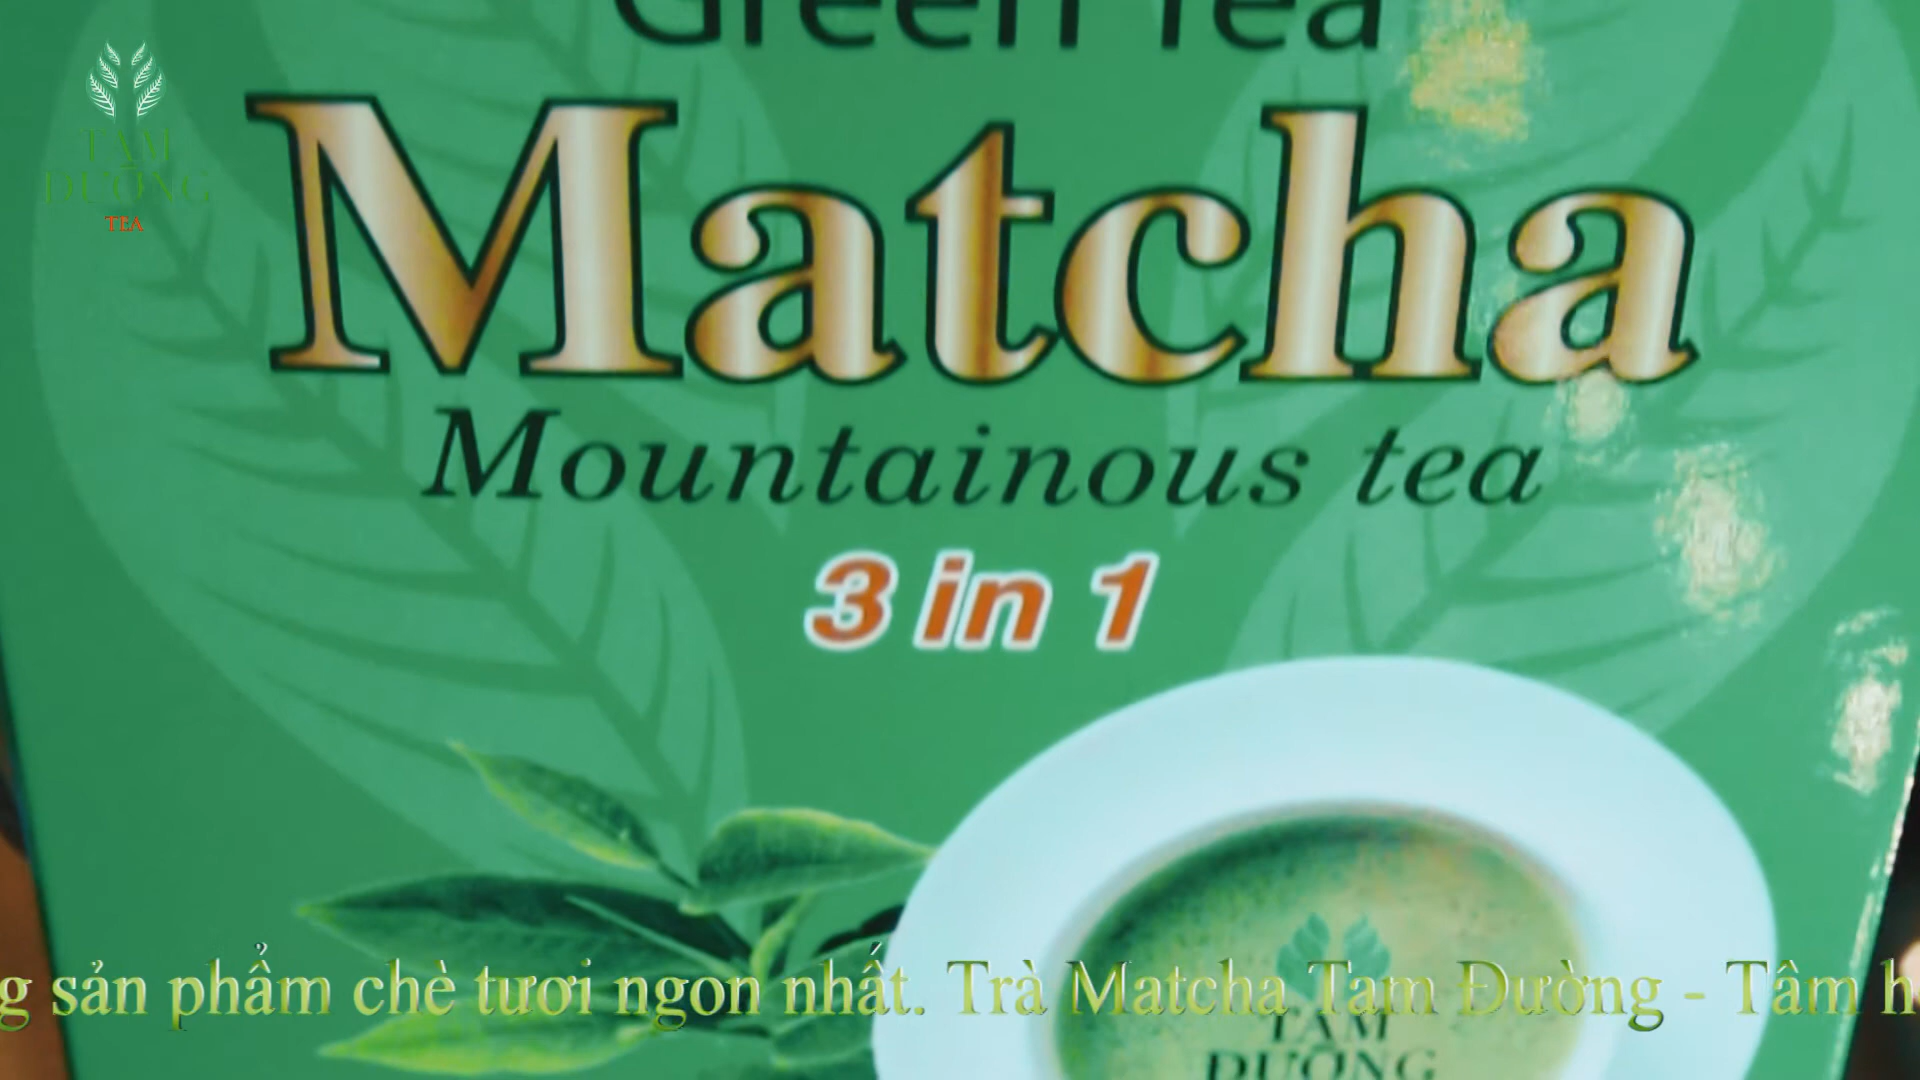 Green Tea
TAM
ĐƯỜNG
TEA
Matcha
Mountainous tea
3 in 1
g sản phẩm chè tươi ngon nhất. Trà Matcha Tam Đường - Tâm h
TAM
ĐƯỜNG